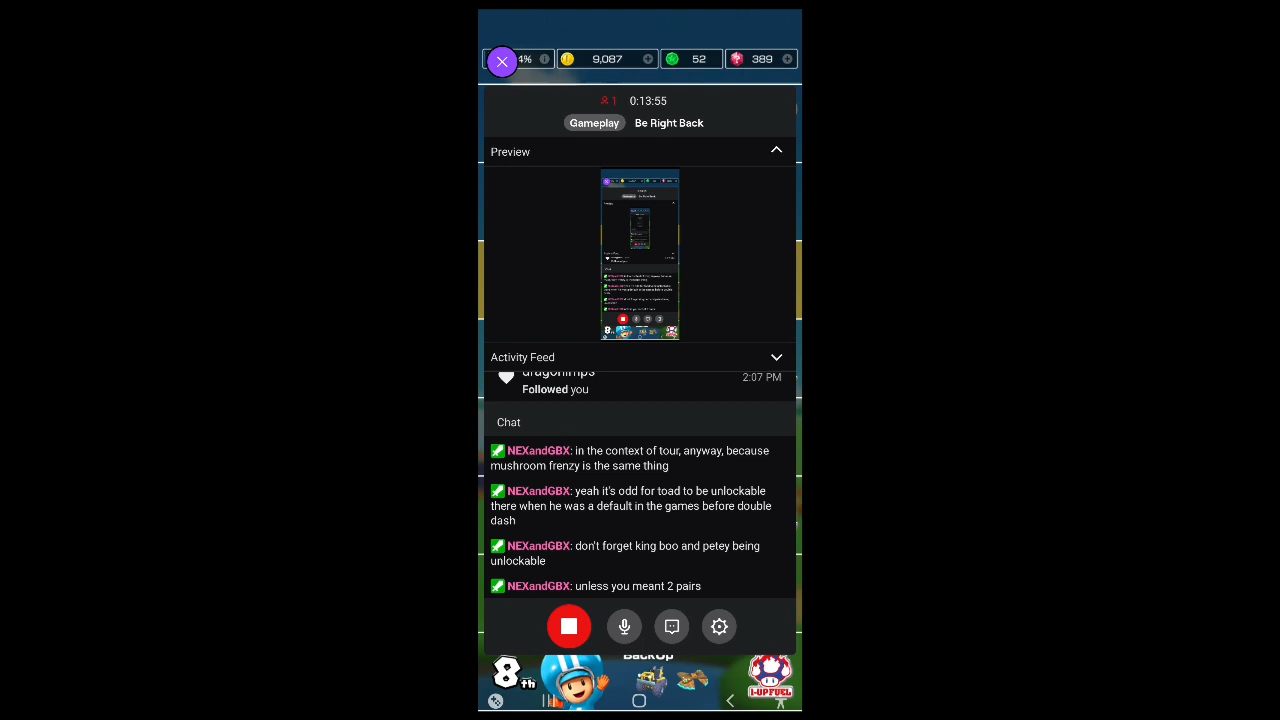 4%
9,087
52
389
1 0:13:55
Gameplay Be Right Back
Preview
Activity Feed
dragonimps 2:07 PM
Followed you
Chat
NEXandGBX: in the context of tour, anyway, because
mushroom frenzy is the same thing
NEXandGBX: yeah it's odd for toad to be unlockable
there when he was a default in the games before double
dash
NEXandGBX: don't forget king boo and petey being
unlockable
NEXandGBX: unless you meant 2 pairs
BackUp
8th
1-UP FUEL